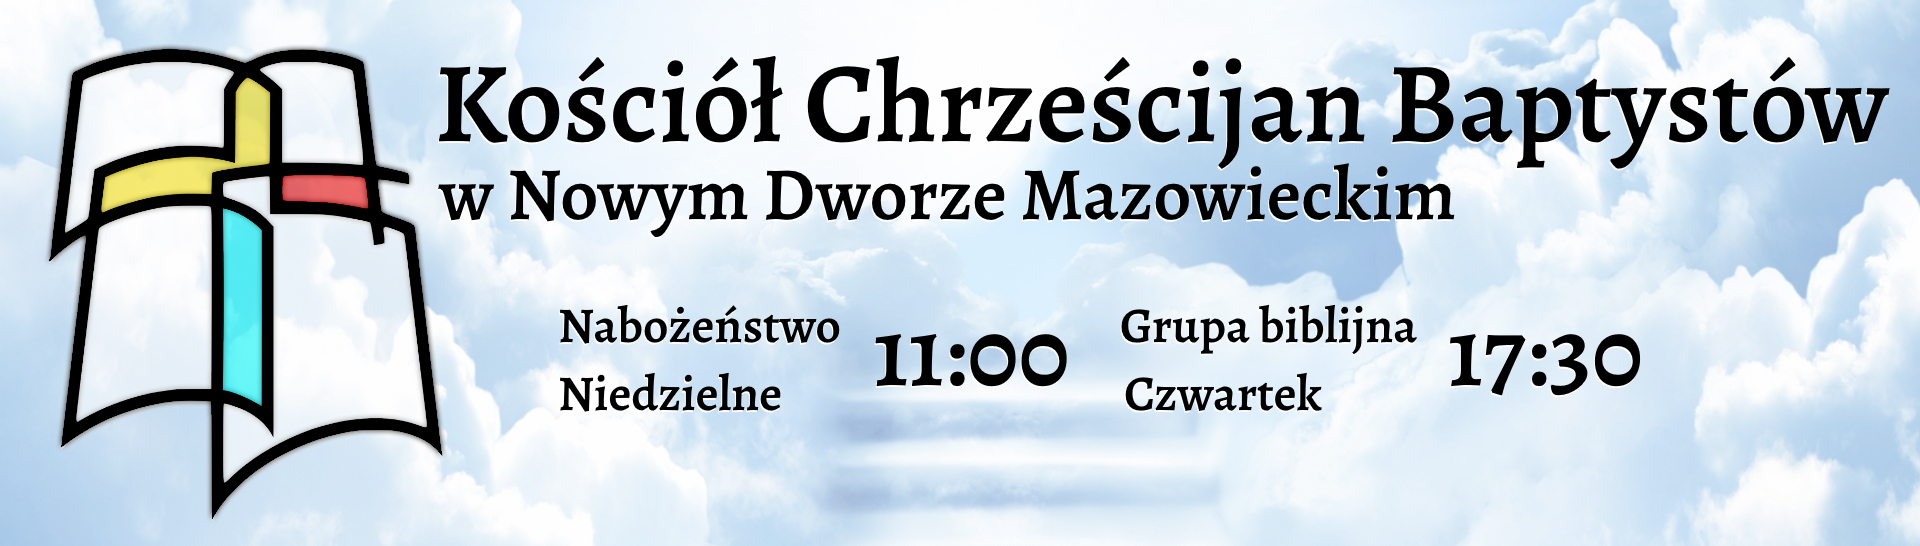 Kościół Chrześcijan Baptystów
w Nowym Dworze Mazowieckim
Nabożeństwo
Niedzielne
11:00
Grupa biblijna
Czwartek
17:30